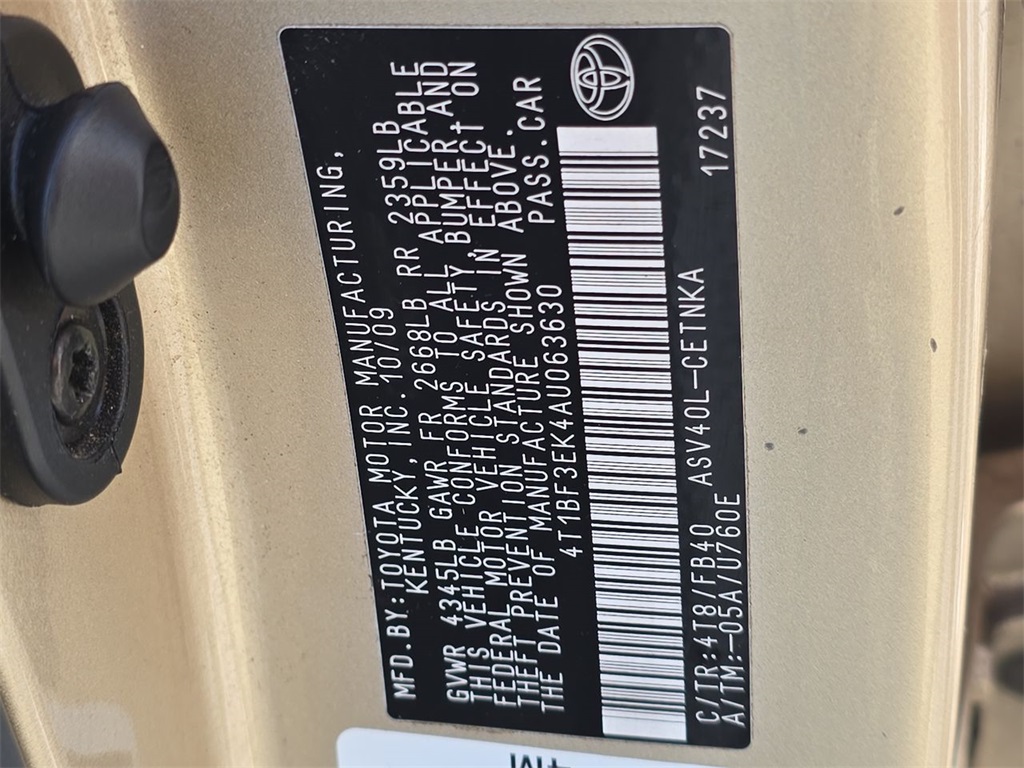 MFD.BY:TOYOTA MOTOR MANUFACTURING,
KENTUCKY, INC. 10/09
GVWR 4345LB GAWR FR 2668LB RR 2359LB
THIS VEHICLE CONFORMS TO ALL APPLICABLE
FEDERAL MOTOR VEHICLE SAFETY, BUMPER, AND
THEFT PREVENTION STANDARDS IN EFFECT ON
THE DATE OF MANUFACTURE SHOWN ABOVE.
4T1BF3EK4AU063630 PASS.CAR
C/TR:4T8/FB40 ASV40L-CETNKA 17237
A/TM:-05A/U760E